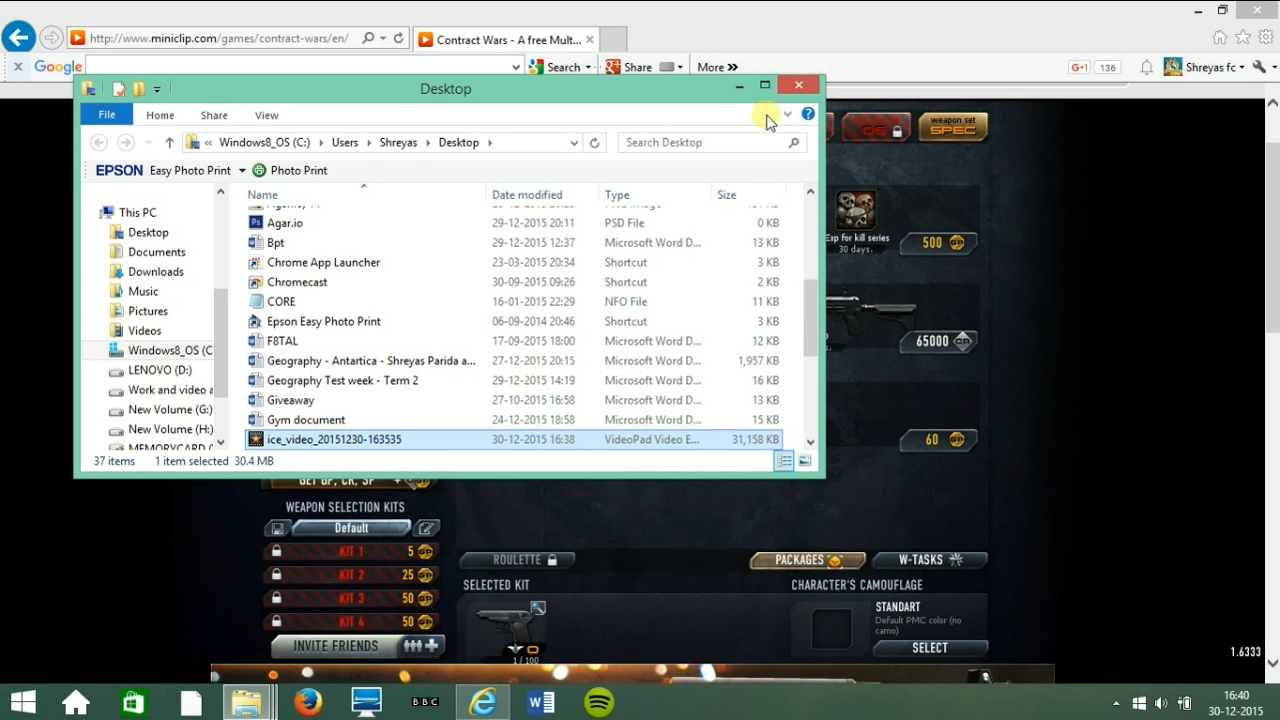 http://www.miniclip.com/games/contract-wars/en/
Contract Wars - A free Mult...
Google
Search
Share
More »
G+1 136
Shreyas fc
Desktop
File Home Share View
« Windows8_OS (C:) Users Shreyas Desktop
Search Desktop
EPSON Easy Photo Print Photo Print
Name Date modified Type Size
This PC
Desktop
Documents
Downloads
Music
Pictures
Videos
Windows8_OS (C
LENOVO (D:)
Work and video a
New Volume (G:)
New Volume (H:)
MEMORYCARD (
Agar.io 29-12-2015 20:11 PSD File 0 KB
Bpt 29-12-2015 12:37 Microsoft Word D... 13 KB
Chrome App Launcher 23-03-2015 20:34 Shortcut 3 KB
Chromecast 30-09-2015 09:26 Shortcut 2 KB
CORE 16-01-2015 22:29 NFO File 11 KB
Epson Easy Photo Print 06-09-2014 20:46 Shortcut 3 KB
F8TAL 17-09-2015 18:00 Microsoft Word D... 12 KB
Geography - Antartica - Shreyas Parida a... 27-12-2015 20:15 Microsoft Word D... 1,957 KB
Geography Test week - Term 2 29-12-2015 14:19 Microsoft Word D... 16 KB
Giveaway 27-10-2015 16:58 Microsoft Word D... 13 KB
Gym document 24-12-2015 18:58 Microsoft Word D... 15 KB
ice_video_20151230-163535 30-12-2015 16:38 VideoPad Video E... 31,158 KB
37 items 1 item selected 30.4 MB
weapon set
SPEC
Exp for kill series
30 days.
500 GP
65000
60 GP
GET GP, CR, SP +
WEAPON SELECTION KITS
Default
KIT 1 5 GP
KIT 2 25 GP
KIT 3 50 GP
KIT 4 50 GP
INVITE FRIENDS
ROULETTE
PACKAGES
W-TASKS
SELECTED KIT
1 / 100
CHARACTER'S CAMOUFLAGE
STANDART
Default PMC color (no
camo)
SELECT
1.6333
BBC
16:40
30-12-2015